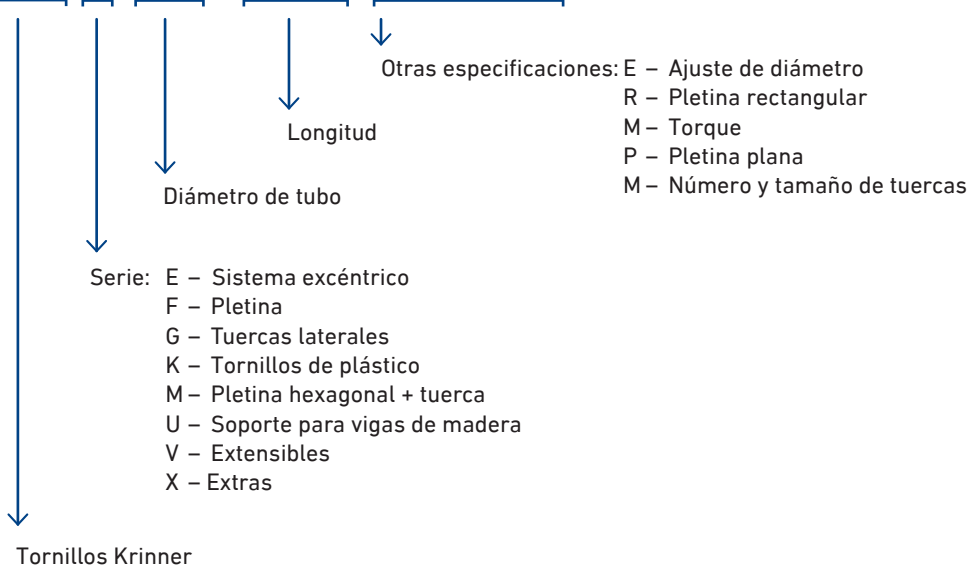 Otras especificaciones: E – Ajuste de diámetro
R – Pletina rectangular
M – Torque
P – Pletina plana
M – Número y tamaño de tuercas
Longitud
Diámetro de tubo
Serie: E – Sistema excéntrico
F – Pletina
G – Tuercas laterales
K – Tornillos de plástico
M – Pletina hexagonal + tuerca
U – Soporte para vigas de madera
V – Extensibles
X – Extras
Tornillos Krinner